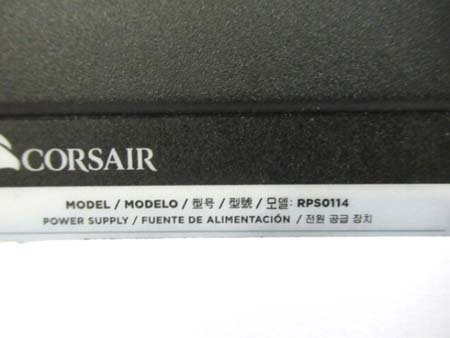 CORSAIR
MODEL / MODELO / 型号 / 型號 / 모델: RPS0114
POWER SUPPLY / FUENTE DE ALIMENTACIÓN / 전원 공급 장치